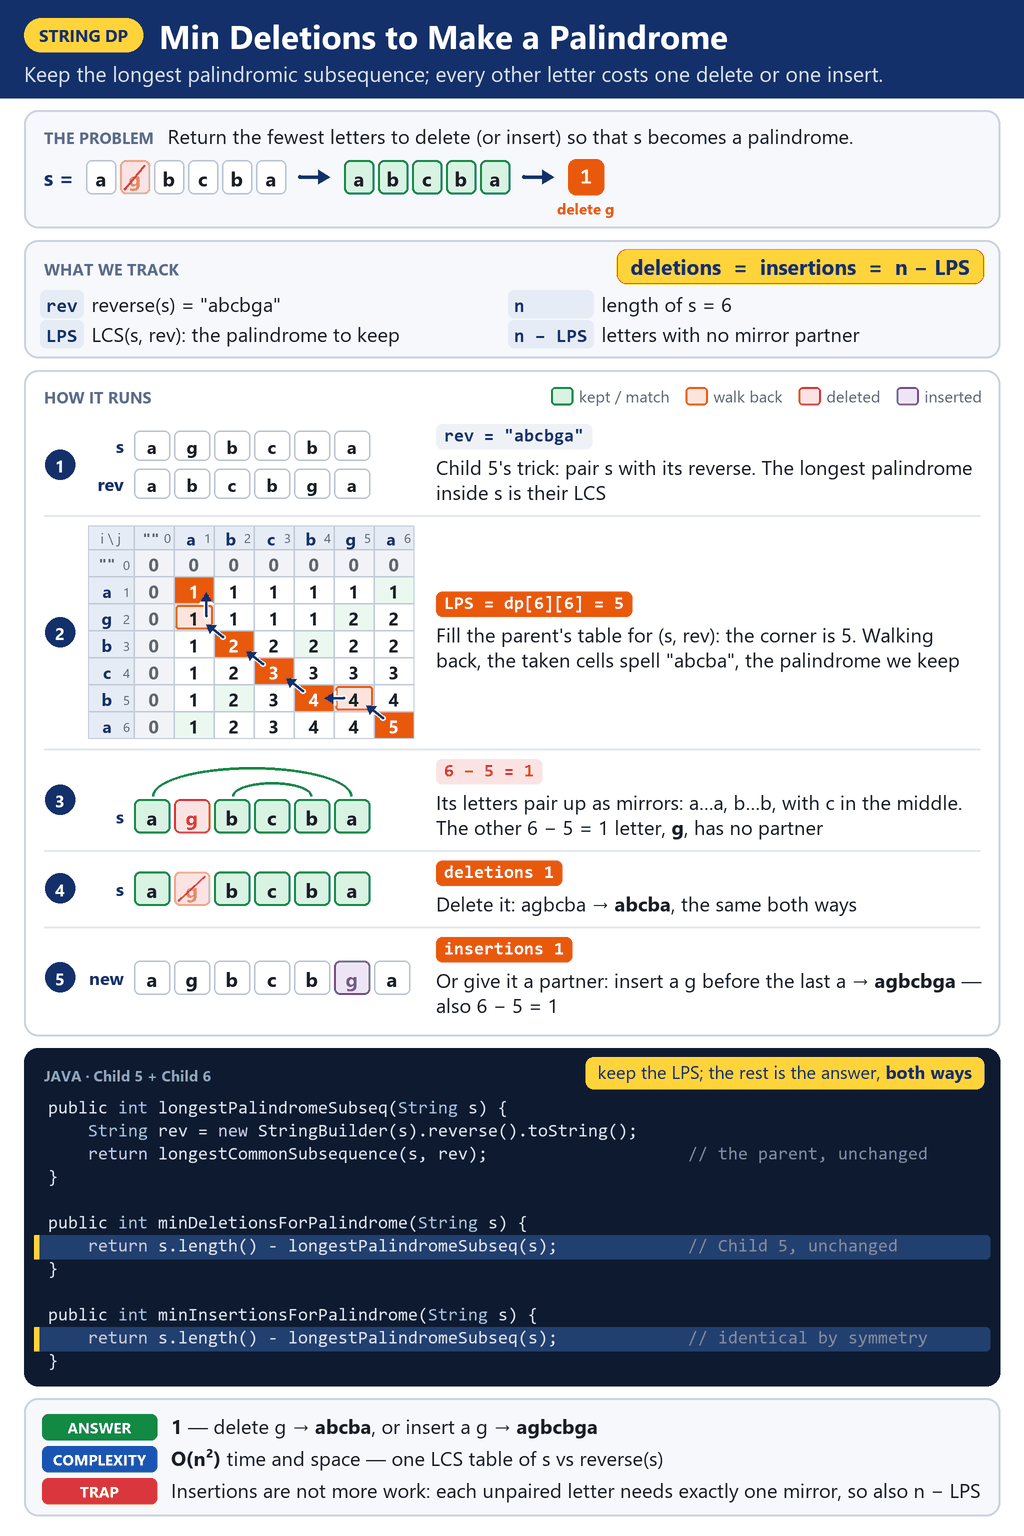 STRING DP Min Deletions to Make a Palindrome
Keep the longest palindromic subsequence; every other letter costs one delete or one insert.
THE PROBLEM Return the fewest letters to delete (or insert) so that s becomes a palindrome.
s = a g b c b a → a b c b a → 1
delete g
WHAT WE TRACK deletions = insertions = n − LPS
rev reverse(s) = "abcbga" n length of s = 6
LPS LCS(s, rev): the palindrome to keep n − LPS letters with no mirror partner
HOW IT RUNS kept / match walk back deleted inserted
1
s a g b c b a
rev a b c b g a
rev = "abcbga"
Child 5's trick: pair s with its reverse. The longest palindrome
inside s is their LCS
2
i\j "" 0 a 1 b 2 c 3 b 4 g 5 a 6
"" 0 0 0 0 0 0 0 0
a 1 0 1 1 1 1 1 1
g 2 0 1 1 1 1 2 2
b 3 0 1 2 2 2 2 2
c 4 0 1 2 3 3 3 3
b 5 0 1 2 3 4 4 4
a 6 0 1 2 3 4 4 5
LPS = dp[6][6] = 5
Fill the parent's table for (s, rev): the corner is 5. Walking
back, the taken cells spell "abcba", the palindrome we keep
3
s a g b c b a
6 − 5 = 1
Its letters pair up as mirrors: a…a, b…b, with c in the middle.
The other 6 − 5 = 1 letter, g, has no partner
4
s a g b c b a
deletions 1
Delete it: agbcba → abcba, the same both ways
5
new a g b c b g a
insertions 1
Or give it a partner: insert a g before the last a → agbcbga —
also 6 − 5 = 1
JAVA · Child 5 + Child 6 keep the LPS; the rest is the answer, both ways
public int longestPalindromeSubseq(String s) {
String rev = new StringBuilder(s).reverse().toString();
return longestCommonSubsequence(s, rev); // the parent, unchanged
}
public int minDeletionsForPalindrome(String s) {
return s.length() - longestPalindromeSubseq(s); // Child 5, unchanged
}
public int minInsertionsForPalindrome(String s) {
return s.length() - longestPalindromeSubseq(s); // identical by symmetry
}
ANSWER 1 — delete g → abcba, or insert a g → agbcbga
COMPLEXITY O(n²) time and space — one LCS table of s vs reverse(s)
TRAP Insertions are not more work: each unpaired letter needs exactly one mirror, so also n − LPS